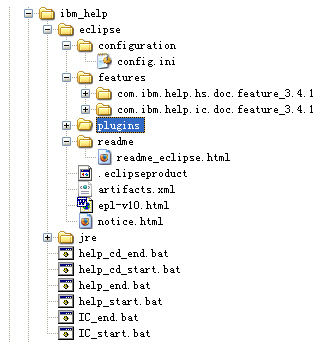 ibm_help
eclipse
configuration
config.ini
features
com.ibm.help.hs.doc.feature_3.4.1
com.ibm.help.ic.doc.feature_3.4.1
plugins
readme
readme_eclipse.html
.eclipseproduct
artifacts.xml
epl-v10.html
notice.html
jre
help_cd_end.bat
help_cd_start.bat
help_end.bat
help_start.bat
IC_end.bat
IC_start.bat